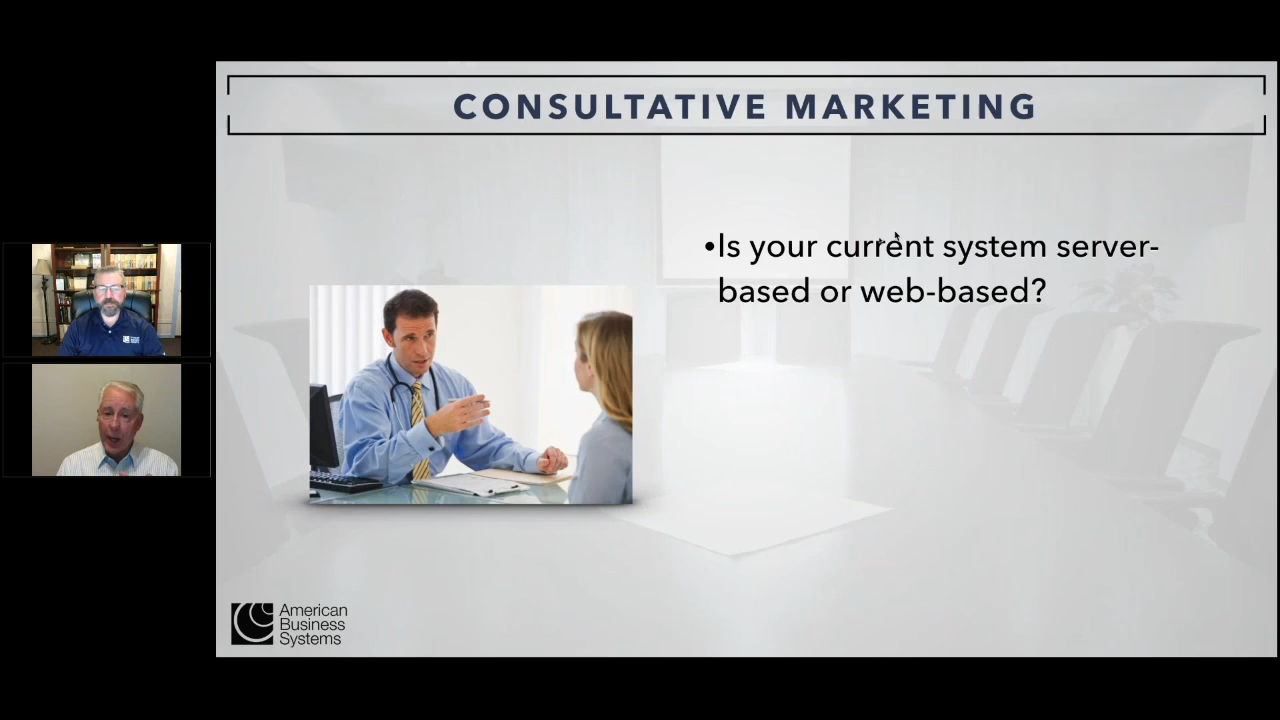 CONSULTATIVE MARKETING
•Is your current system server-
based or web-based?
American
Business
Systems